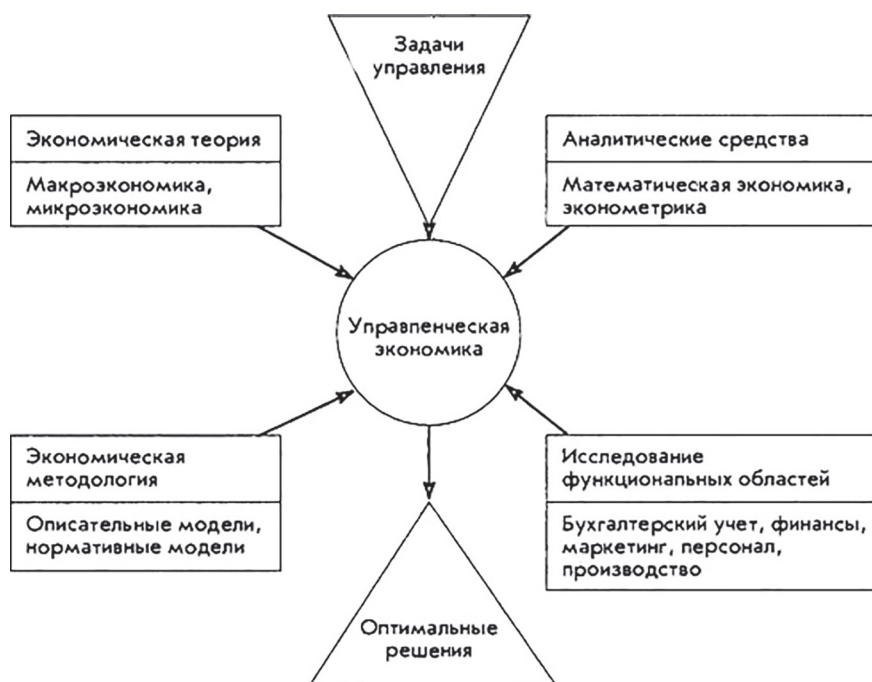 Задачи
управления
Экономическая теория
Макроэкономика,
микроэкономика
Аналитические средства
Математическая экономика,
эконометрика
Управпенческая
экономика
Экономическая
методология
Описательные модели,
нормативные модели
Исследование
функциональных областей
Бухгалтерский учет, финансы,
маркетинг, персонал,
производство
Оптимальные
решения